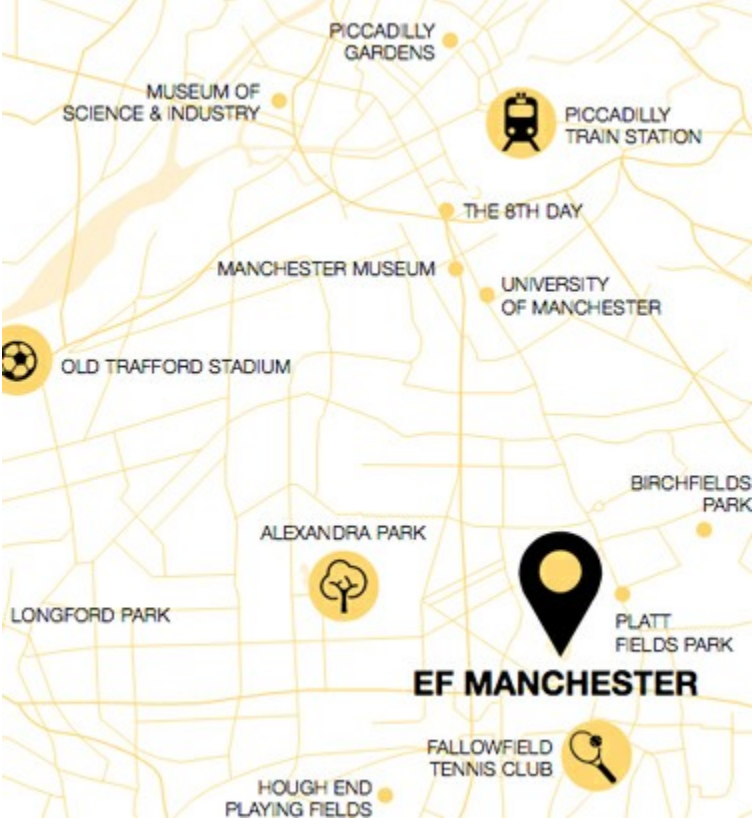 PICCADILLY
GARDENS
MUSEUM OF
SCIENCE & INDUSTRY
PICCADILLY
TRAIN STATION
THE 8TH DAY
MANCHESTER MUSEUM
UNIVERSITY
OF MANCHESTER
OLD TRAFFORD STADIUM
BIRCHFIELDS
PARK
ALEXANDRA PARK
LONGFORD PARK
PLATT
FIELDS PARK
EF MANCHESTER
FALLOWFIELD
TENNIS CLUB
HOUGH END
PLAYING FIELDS